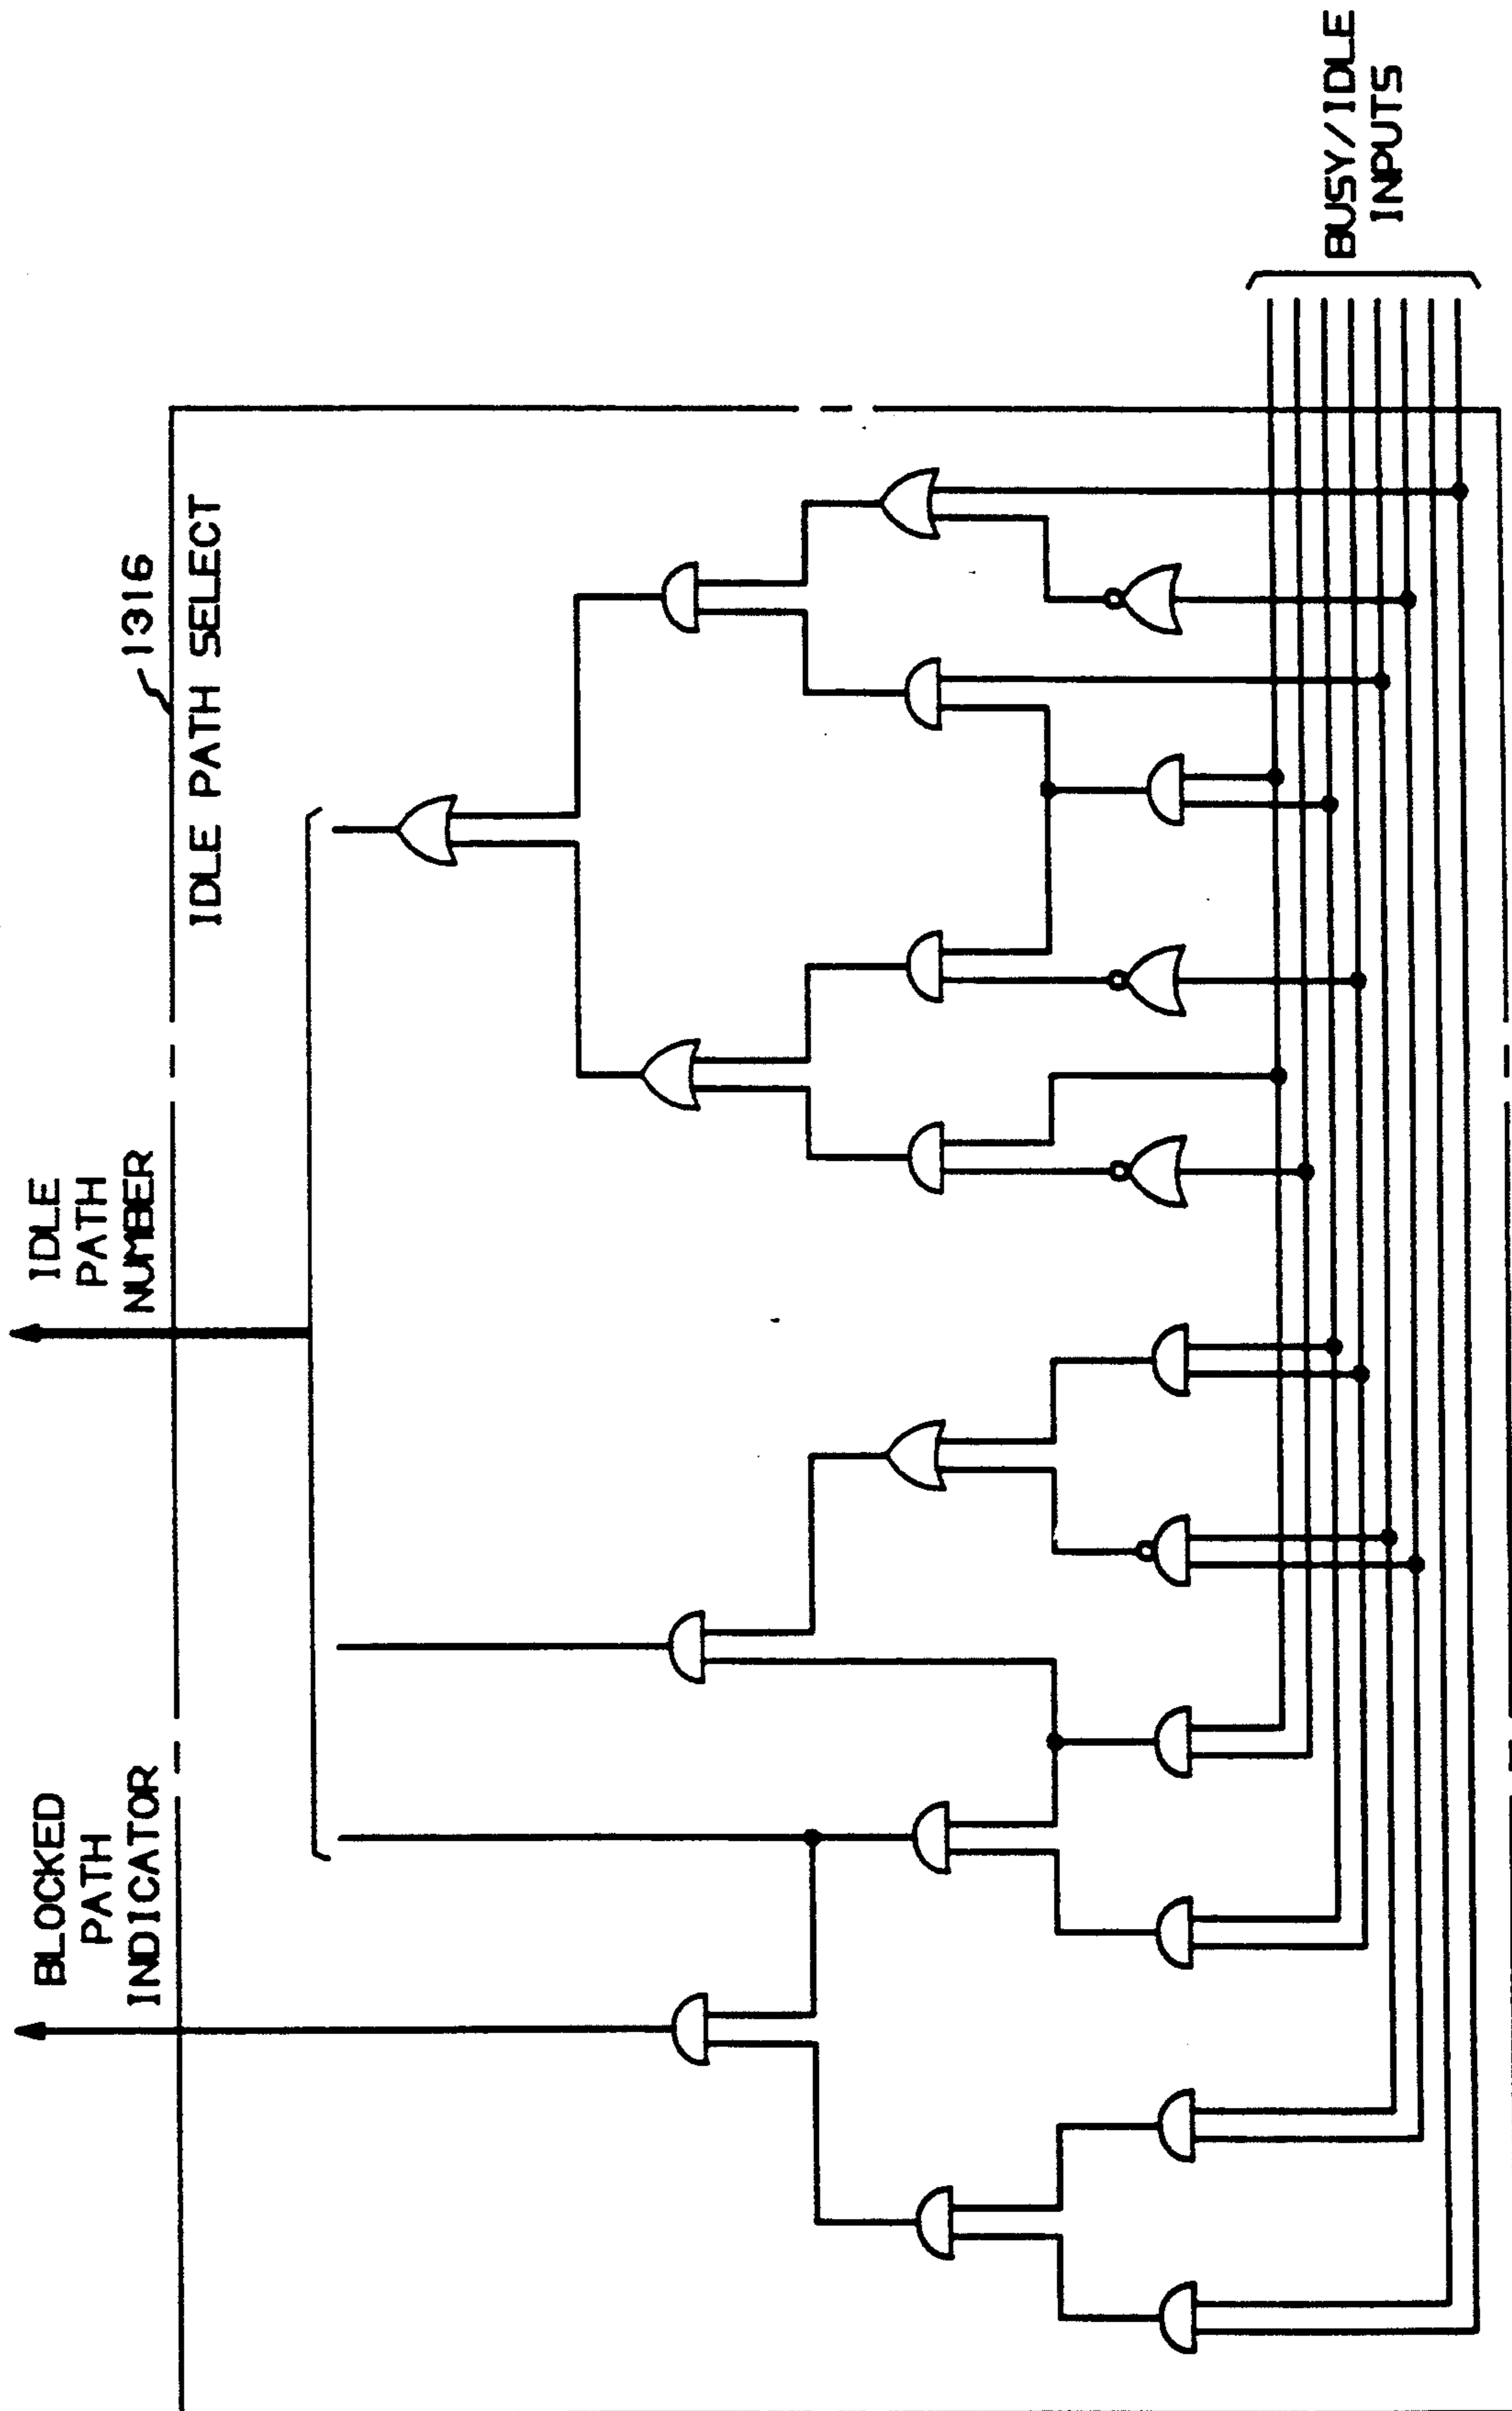 BLOCKED
PATH
INDICATOR
IDLE
PATH
NUMBER
1316
IDLE PATH SELECT
BUSY/IDLE
INPUTS